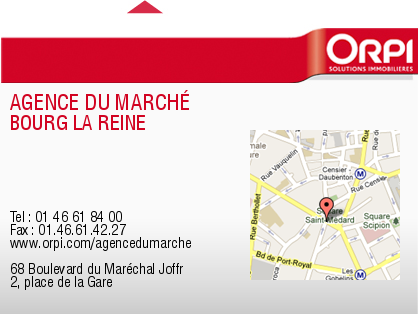 ORPI
SOLUTIONS IMMOBILIÈRES
AGENCE DU MARCHÉ
BOURG LA REINE
Tel : 01 46 61 84 00
Fax : 01.46.61.42.27
www.orpi.com/agencedumarche
68 Boulevard du Maréchal Joffr
2, place de la Gare
Rue Vauquelin
Censier -
Daubenton
M
Rue Censier
Rue Berthollet
Square
Saint-Médard
Square
Scipion
Bd de Port-Royal
Les
Gobelins
M